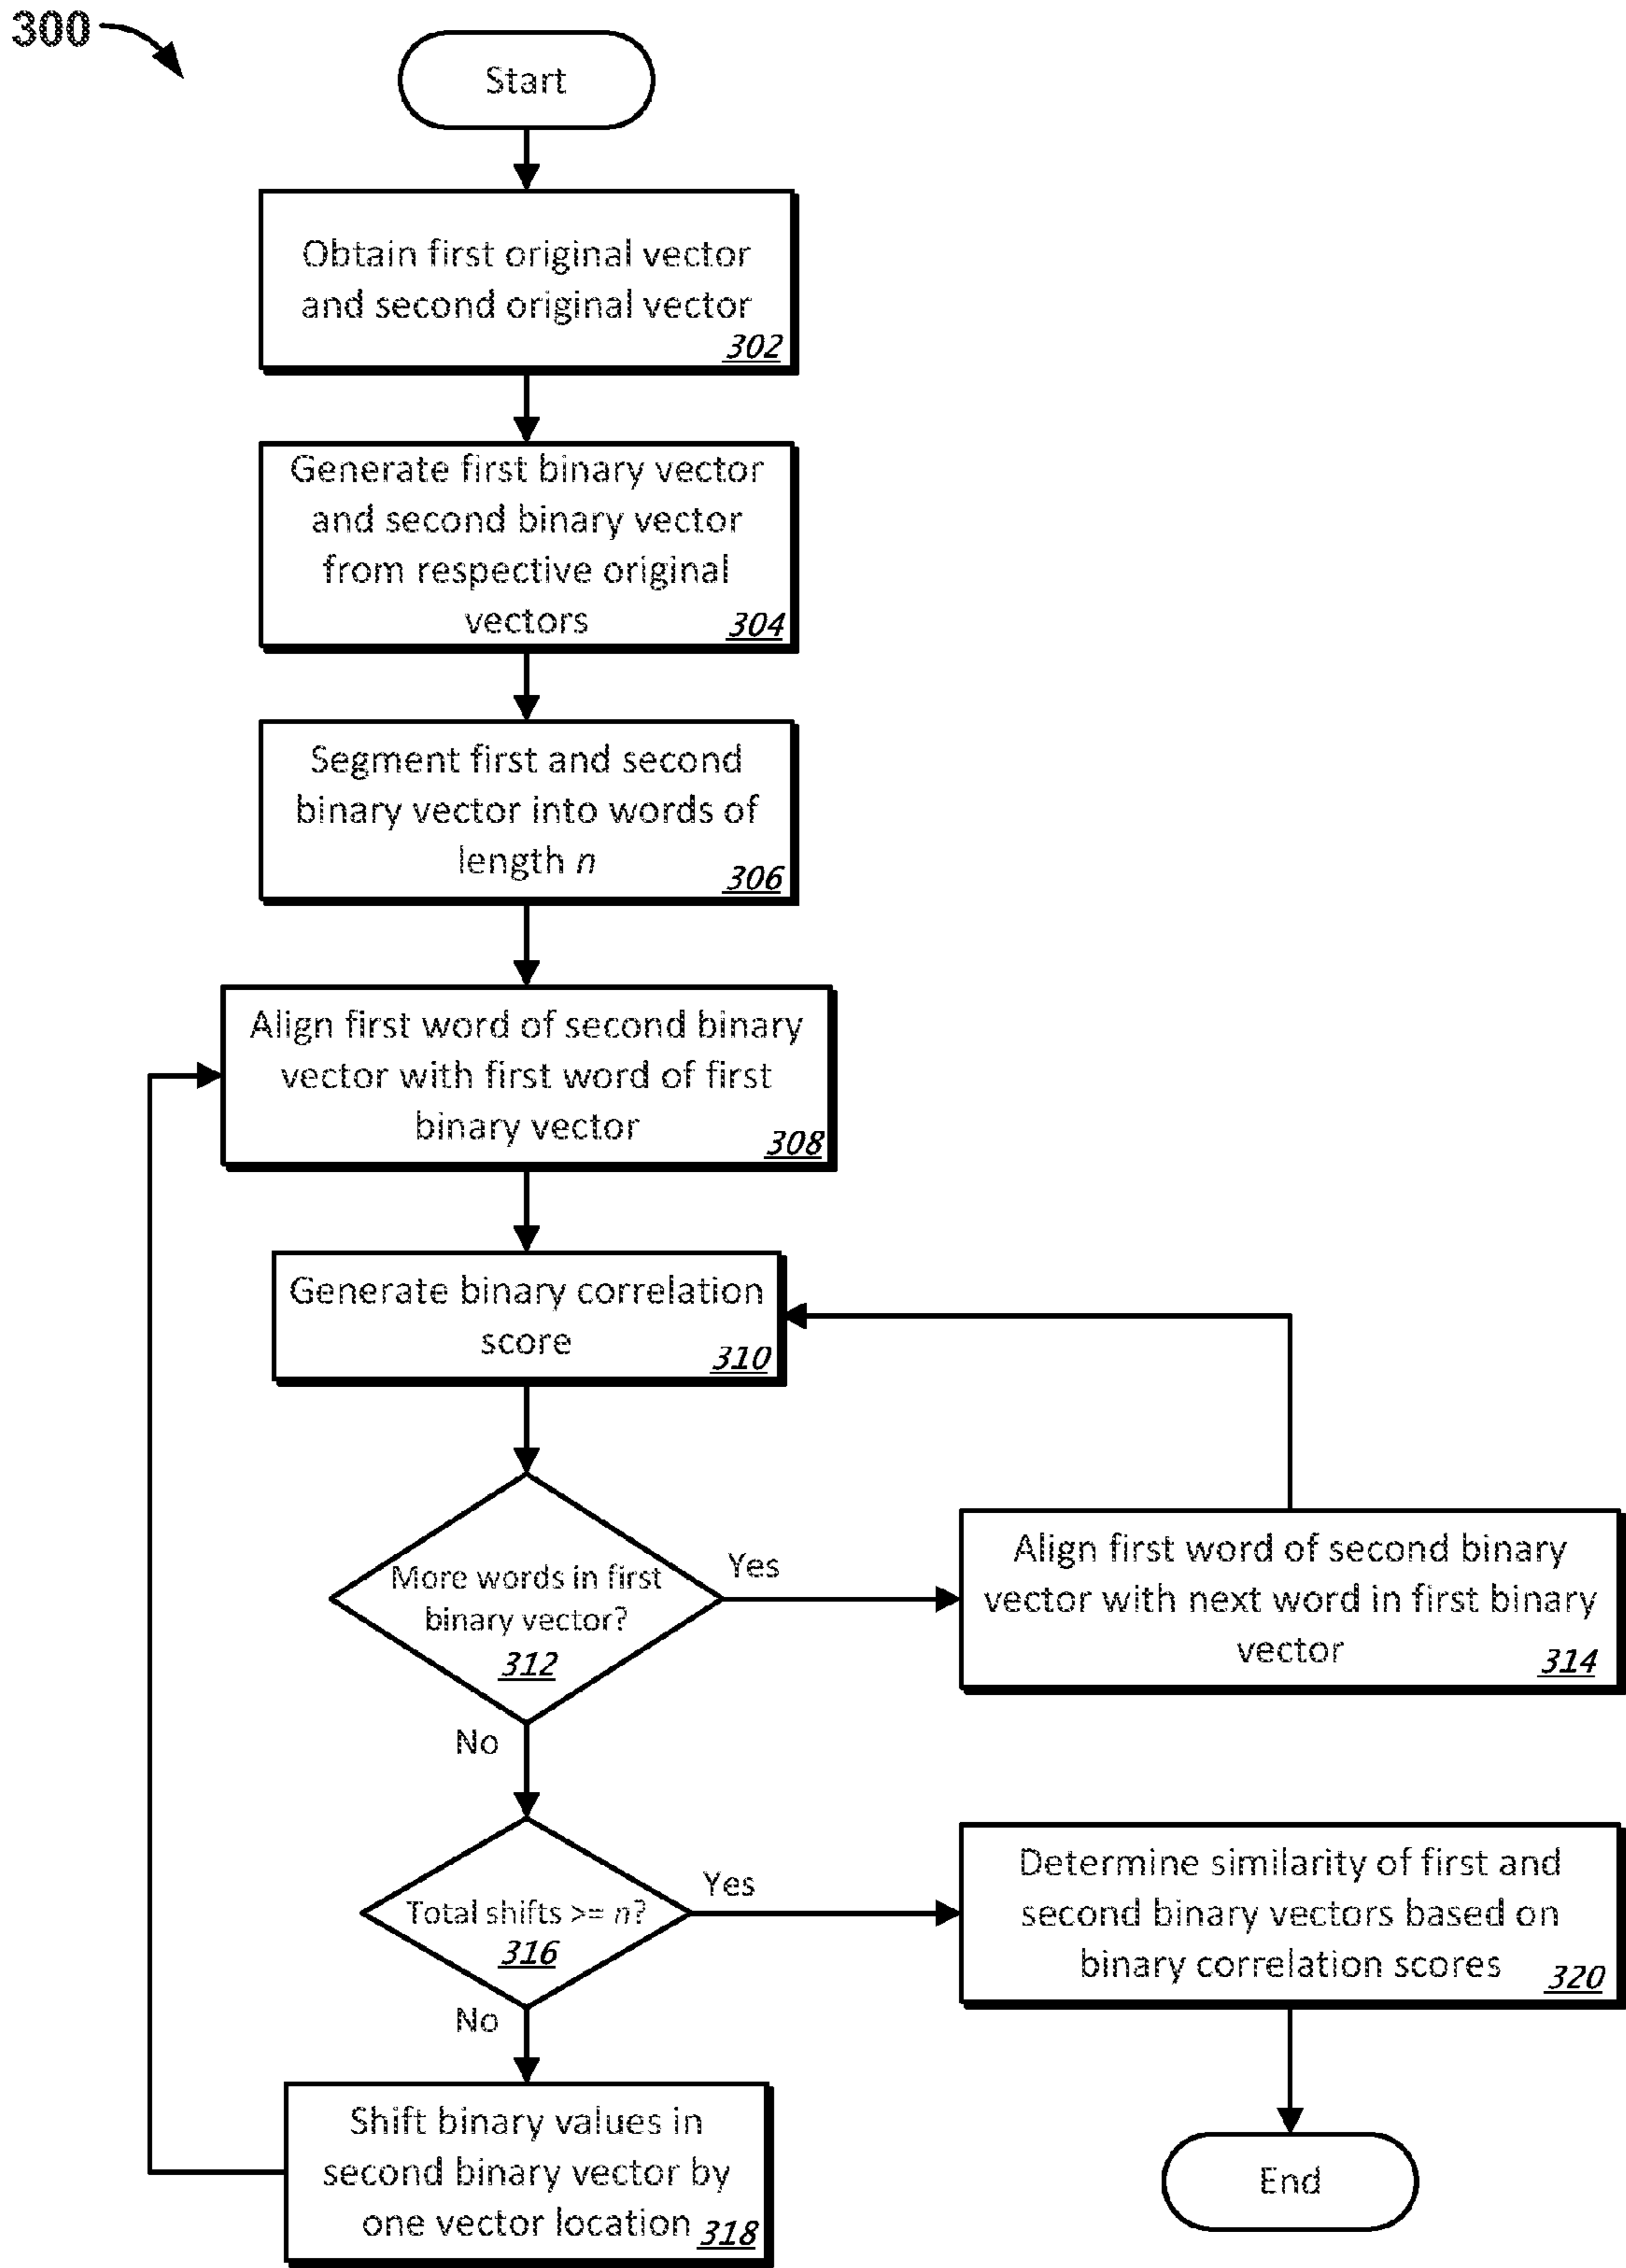 300
Start
Obtain first original vector
and second original vector
302
Generate first binary vector
and second binary vector
from respective original
vectors
304
Segment first and second
binary vector into words of
length n
306
Align first word of second binary
vector with first word of first
binary vector
308
Generate binary correlation
score
310
More words in first
binary vector?
312
Yes
Align first word of second binary
vector with next word in first binary
vector
314
No
Total shifts >= n?
316
Yes
Determine similarity of first and
second binary vectors based on
binary correlation scores
320
No
Shift binary values in
second binary vector by
one vector location
318
End